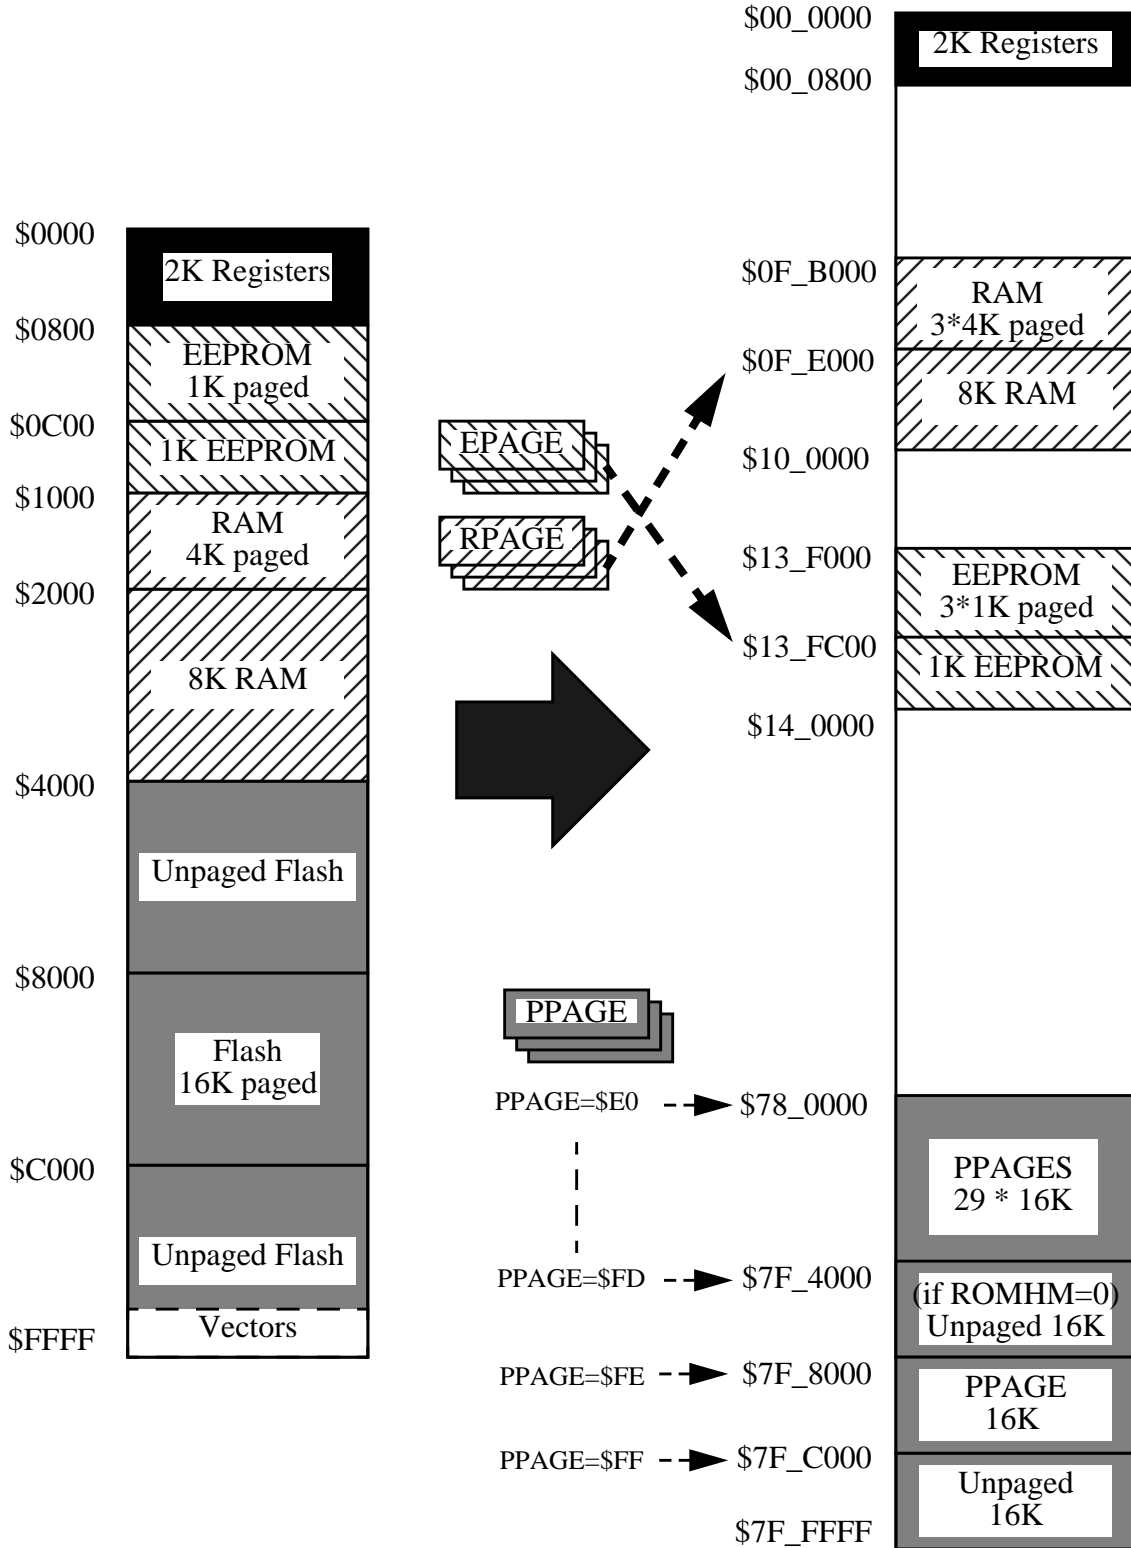 $0000
2K Registers
$0800
EEPROM
1K paged
$0C00
1K EEPROM
$1000
RAM
4K paged
$2000
8K RAM
$4000
Unpaged Flash
$8000
Flash
16K paged
$C000
Unpaged Flash
Vectors
$FFFF
EPAGE
RPAGE
PPAGE
PPAGE=$E0
PPAGE=$FD
PPAGE=$FE
PPAGE=$FF
$00_0000
2K Registers
$00_0800
$0F_B000
RAM
3*4K paged
$0F_E000
8K RAM
$10_0000
$13_F000
EEPROM
3*1K paged
$13_FC00
1K EEPROM
$14_0000
$78_0000
PPAGES
29 * 16K
$7F_4000
(if ROMHM=0)
Unpaged 16K
$7F_8000
PPAGE
16K
$7F_C000
Unpaged
16K
$7F_FFFF